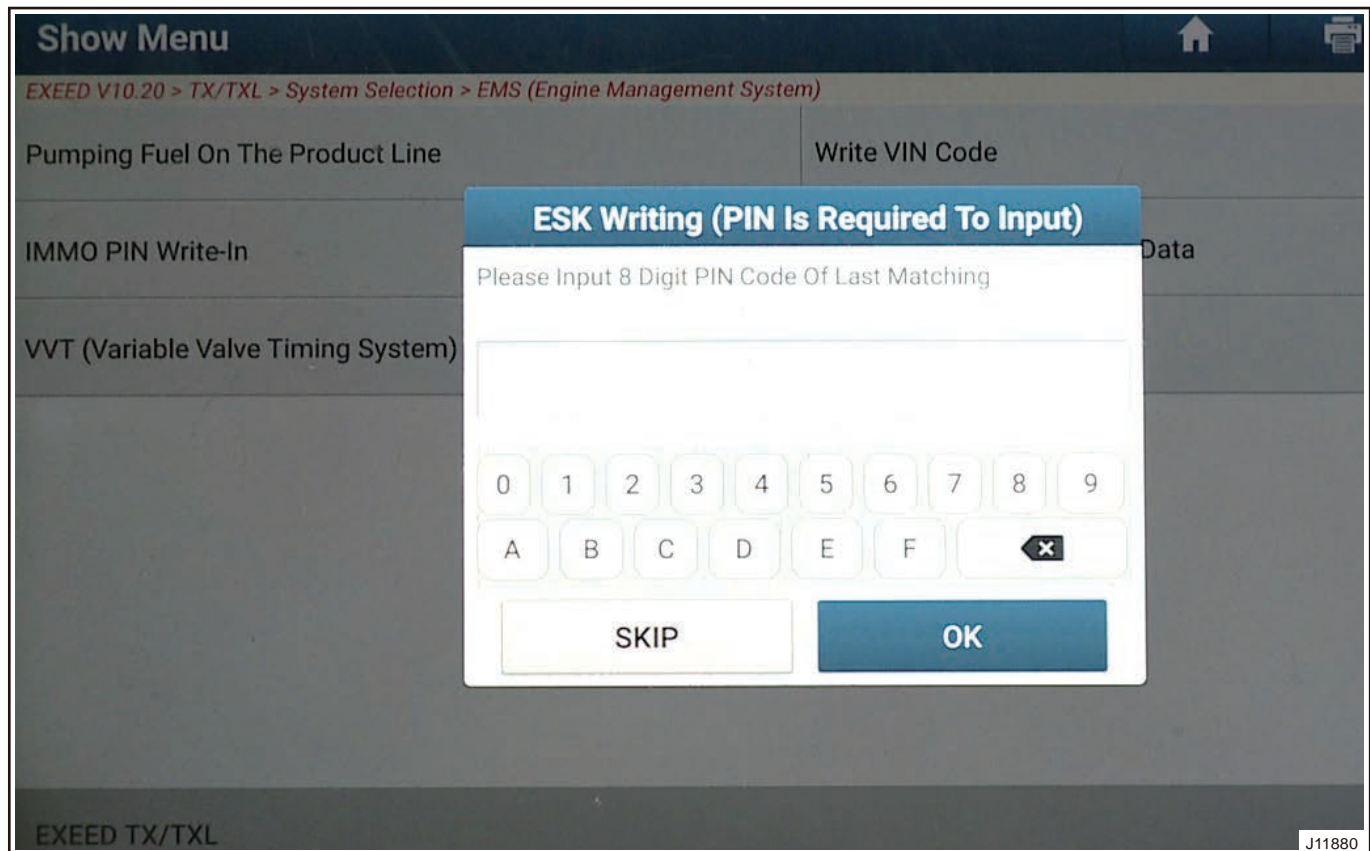 Show Menu
EXEED V10.20 > TX/TXL > System Selection > EMS (Engine Management System)
Pumping Fuel On The Product Line
Write VIN Code
ESK Writing (PIN Is Required To Input)
IMMO PIN Write-In
Data
Please Input 8 Digit PIN Code Of Last Matching
VVT (Variable Valve Timing System)
0 1 2 3 4 5 6 7 8 9
A B C D E F
SKIP
OK
EXEED TX/TXL
J11880